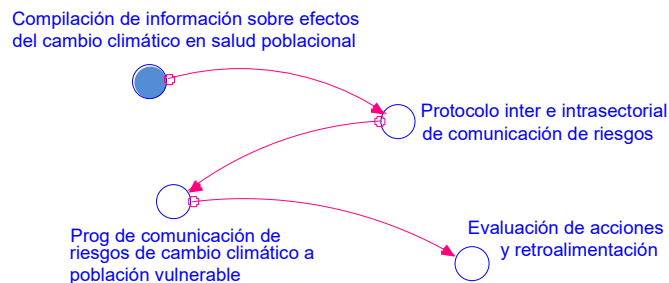 Compilación de información sobre efectos
del cambio climático en salud poblacional
Protocolo inter e intrasectorial
de comunicación de riesgos
Prog de comunicación de
riesgos de cambio climático a
población vulnerable
Evaluación de acciones
y retroalimentación